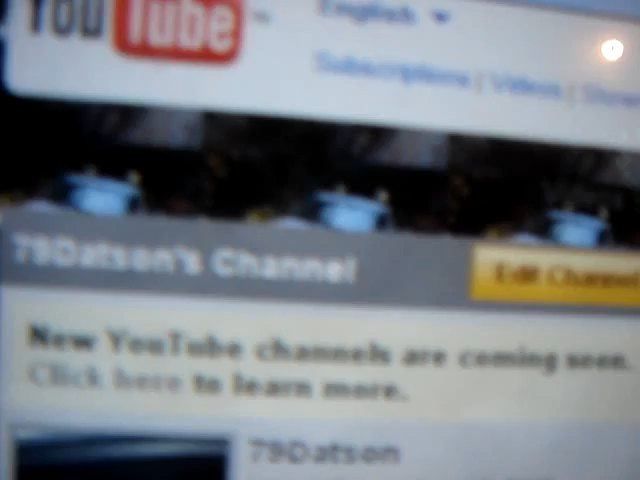 YouTube
English
Subscriptions | Videos | Shows
79Datson's Channel
Edit Channel
New YouTube channels are coming soon.
Click here to learn more.
79Datson